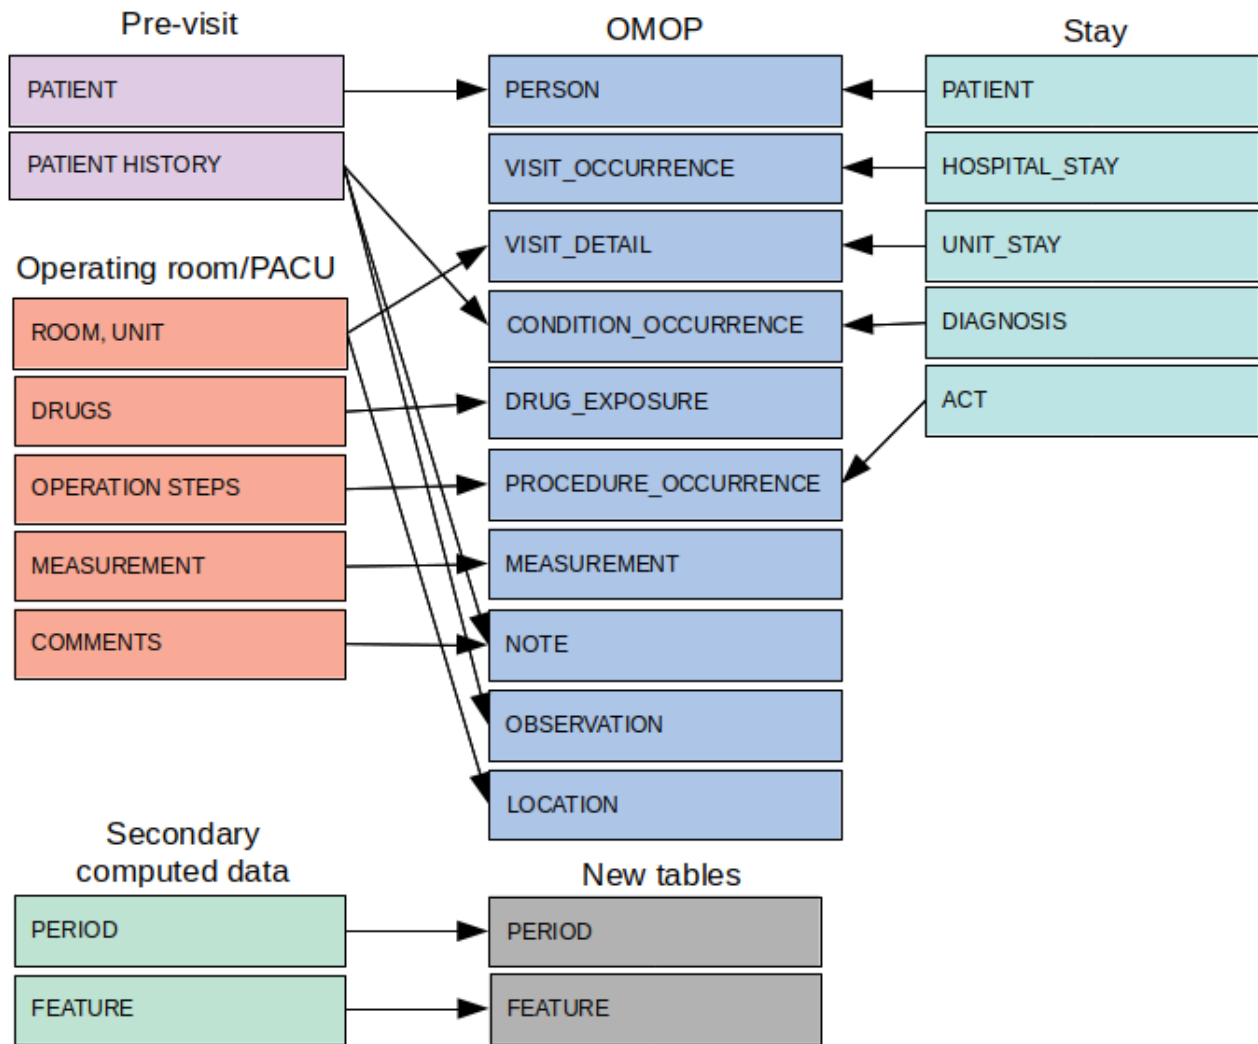 Pre-visit
PATIENT
PATIENT HISTORY
Operating room/PACU
ROOM, UNIT
DRUGS
OPERATION STEPS
MEASUREMENT
COMMENTS
Secondary
computed data
PERIOD
FEATURE
OMOP
PERSON
VISIT_OCCURRENCE
VISIT_DETAIL
CONDITION_OCCURRENCE
DRUG_EXPOSURE
PROCEDURE_OCCURRENCE
MEASUREMENT
NOTE
OBSERVATION
LOCATION
New tables
PERIOD
FEATURE
Stay
PATIENT
HOSPITAL_STAY
UNIT_STAY
DIAGNOSIS
ACT